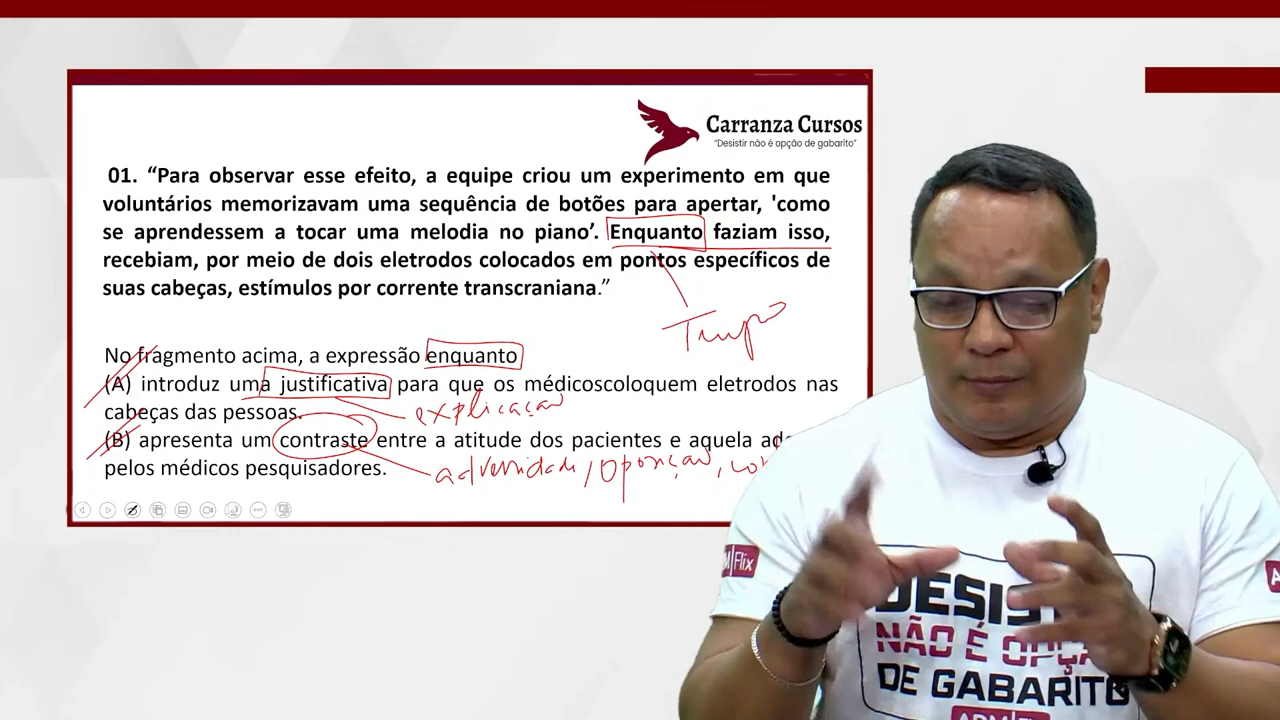 Carranza Cursos
"Desistir não é opção de gabarito"
01. “Para observar esse efeito, a equipe criou um experimento em que
voluntários memorizavam uma sequência de botões para apertar, 'como
se aprendessem a tocar uma melodia no piano’. Enquanto faziam isso,
recebiam, por meio de dois eletrodos colocados em pontos específicos de
suas cabeças, estímulos por corrente transcraniana.”
Tempo
No fragmento acima, a expressão enquanto
(A) introduz uma justificativa para que os médicoscoloquem eletrodos nas
cabeças das pessoas.
explicação
(B) apresenta um contraste entre a atitude dos pacientes e aquela
pelos médicos pesquisadores.
adversidade, oposição,
Flix
DESIST
NÃO É OPÇÃ
DE GABARITO